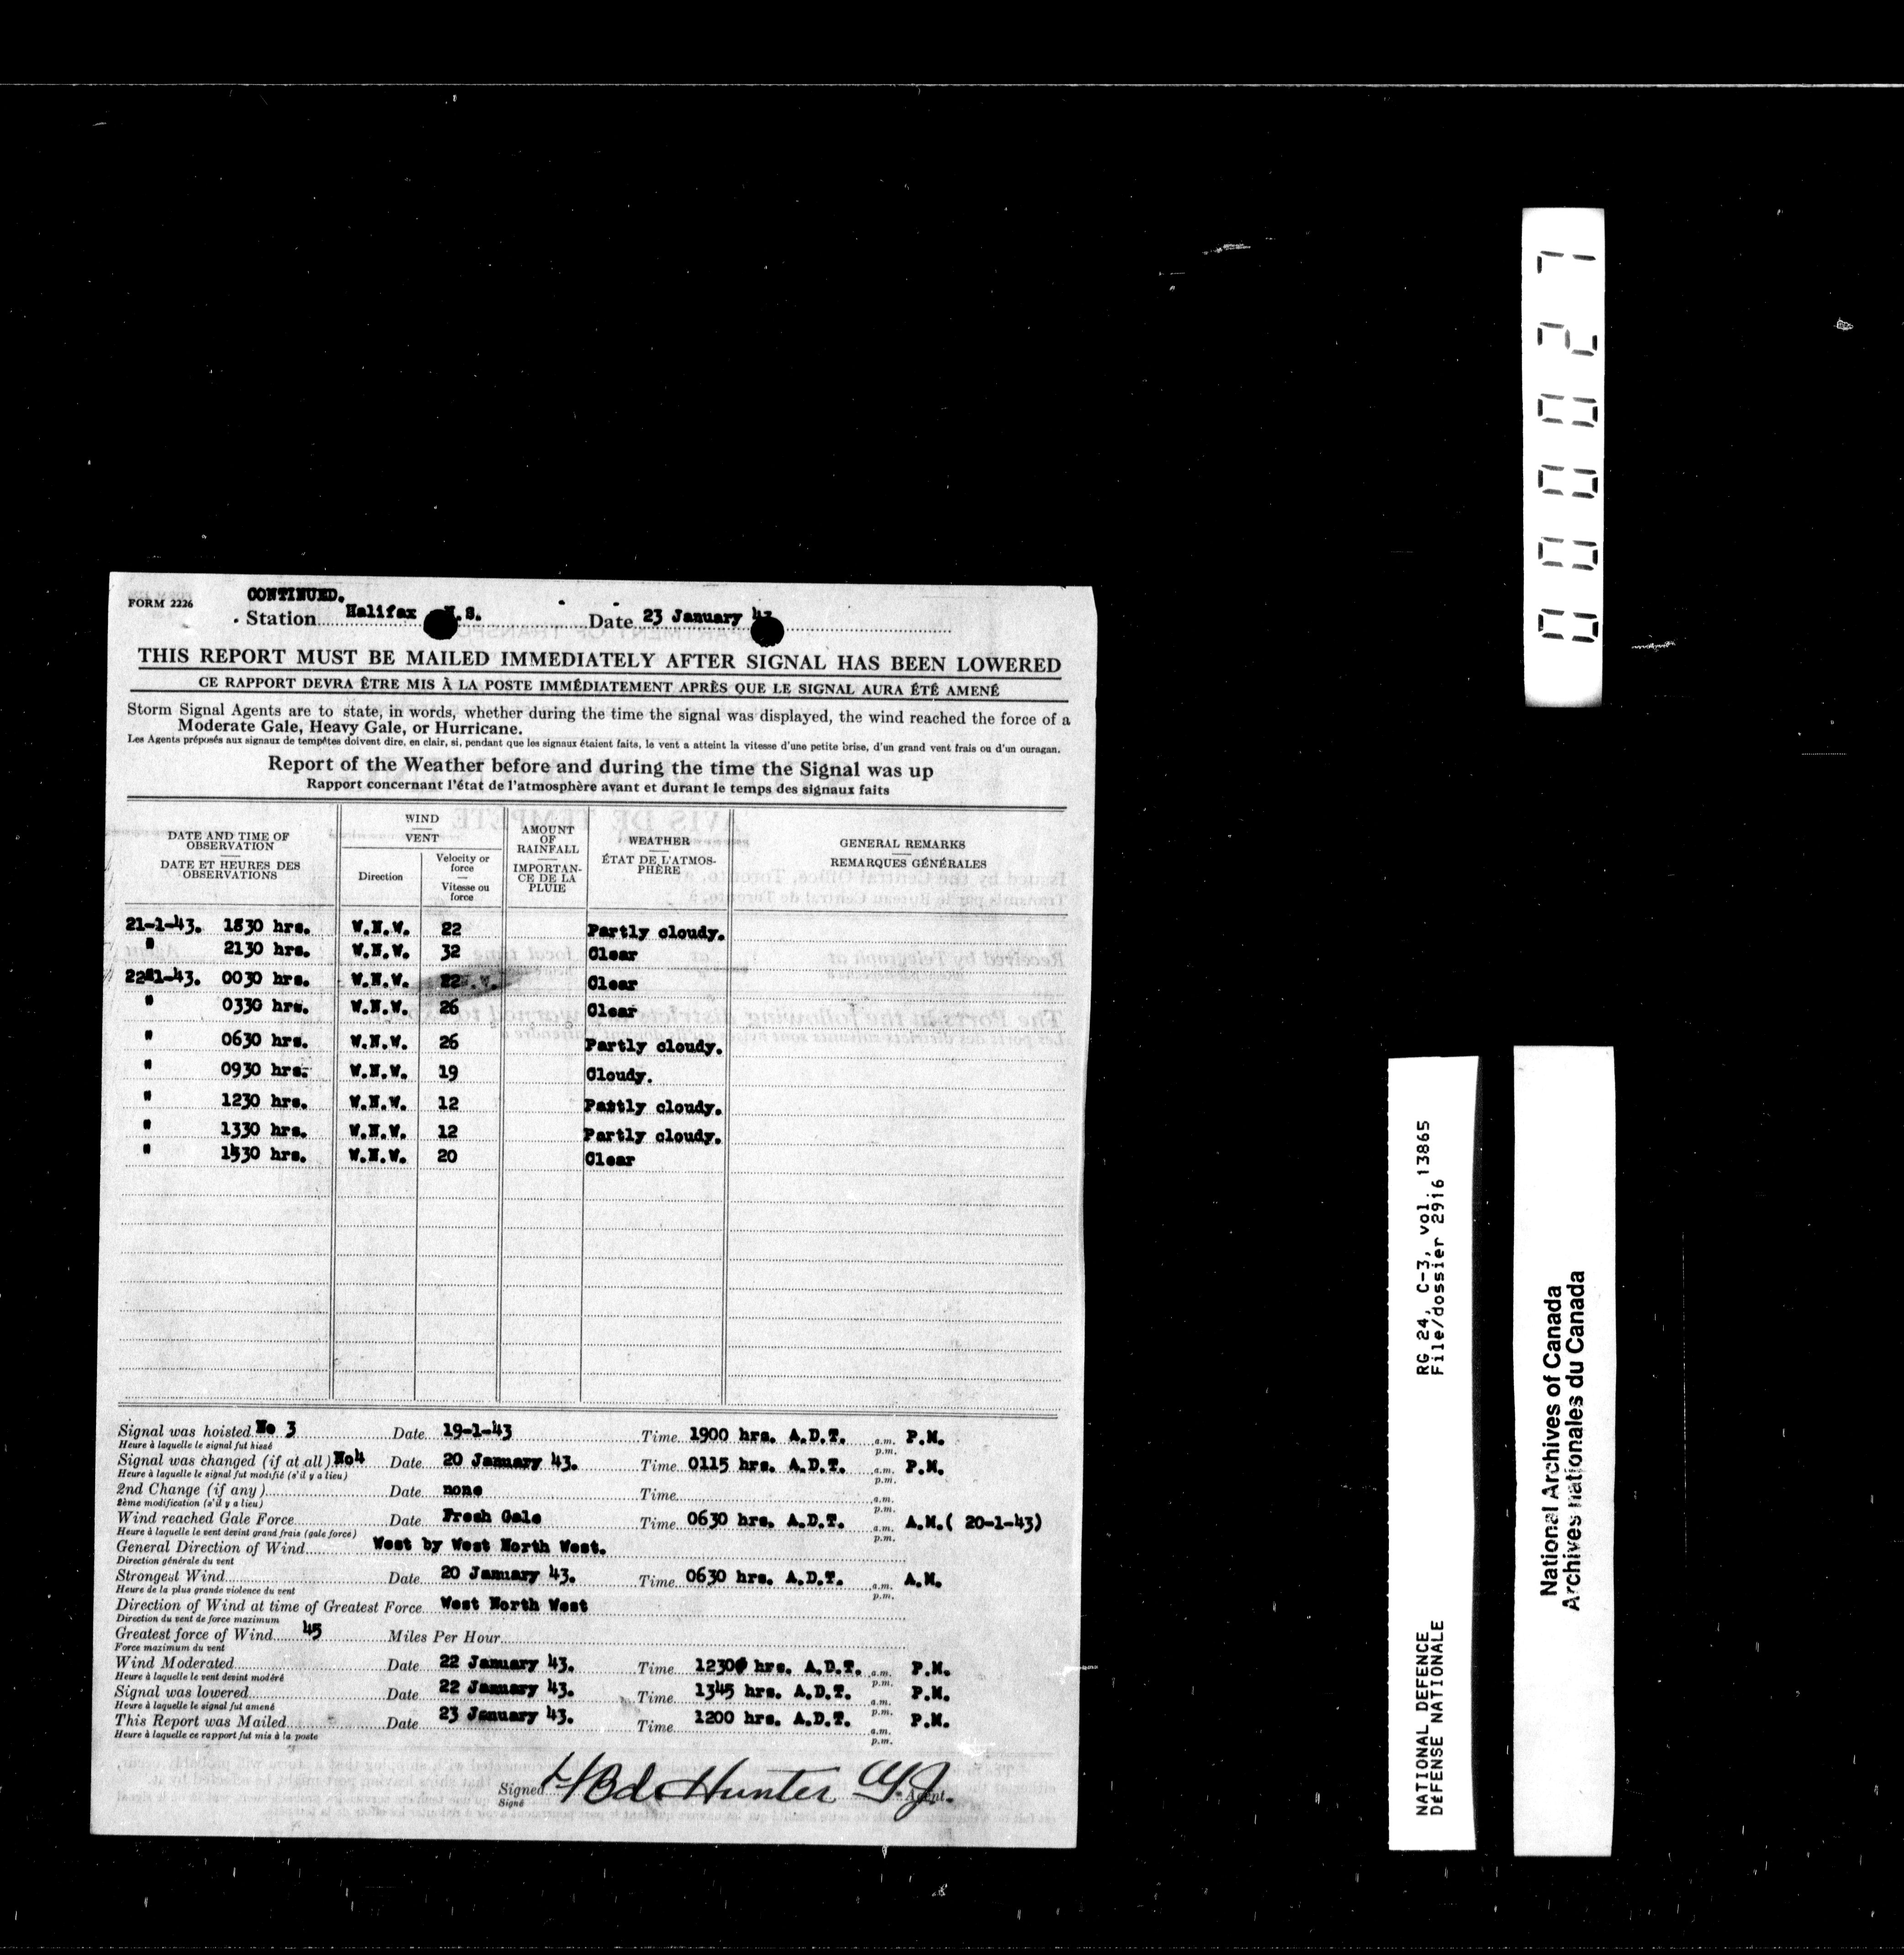 FORM 2226
CONTINUED.
Station Halifax N.S. Date 23 January 43
THIS REPORT MUST BE MAILED IMMEDIATELY AFTER SIGNAL HAS BEEN LOWERED
CE RAPPORT DEVRA ÊTRE MIS À LA POSTE IMMÉDIATEMENT APRÈS QUE LE SIGNAL AURA ÉTÉ AMENÉ
Storm Signal Agents are to state, in words, whether during the time the signal was displayed, the wind reached the force of a
Moderate Gale, Heavy Gale, or Hurricane.
Les Agents préposés aux signaux de tempêtes doivent dire, en clair, si, pendant que les signaux étaient faits, le vent a atteint la vitesse d'une petite brise, d'un grand vent frais ou d'un ouragan.
Report of the Weather before and during the time the Signal was up
Rapport concernant l'état de l'atmosphère avant et durant le temps des signaux faits
DATE AND TIME OF OBSERVATION
DATE ET HEURES DES OBSERVATIONS
WIND
VENT
Direction
Velocity or force
Vitesse ou force
AMOUNT OF RAINFALL
IMPORTANCE DE LA PLUIE
WEATHER
ÉTAT DE L'ATMOSPHÈRE
GENERAL REMARKS
REMARQUES GÉNÉRALES
21-1-43. 1830 hrs. W.N.W. 22 Partly cloudy.
" 2130 hrs. W.N.W. 32 Clear
22-1-43. 0030 hrs. W.N.W. 22 Clear
" 0330 hrs. W.N.W. 26 Clear
" 0630 hrs. W.N.W. 26 Partly cloudy.
" 0930 hrs. W.N.W. 19 Cloudy.
" 1230 hrs. W.N.W. 12 Partly cloudy.
" 1330 hrs. W.N.W. 12 Partly cloudy.
" 1530 hrs. W.N.W. 20 Clear
Signal was hoisted No 3 Date 19-1-43 Time 1900 hrs. A.D.T. a.m. p.m. P.M.
Heure à laquelle le signal fut hissé
Signal was changed (if at all) No4 Date 20 January 43. Time 0115 hrs. A.D.T. a.m. p.m. P.M.
Heure à laquelle le signal fut modifié (s'il y a lieu)
2nd Change (if any) Date none Time a.m. p.m.
2ème modification (s'il y a lieu)
Wind reached Gale Force Date Fresh Gale Time 0630 hrs. A.D.T. a.m. p.m. A.M.( 20-1-43)
Heure à laquelle le vent devint grand frais (gale force)
General Direction of Wind West by West North West.
Direction générale du vent
Strongest Wind Date 20 January 43. Time 0630 hrs. A.D.T. a.m. p.m. A.M.
Heure de la plus grande violence du vent
Direction of Wind at time of Greatest Force West North West
Direction du vent de force maximum
Greatest force of Wind 45 Miles Per Hour
Force maximum du vent
Wind Moderated Date 22 January 43. Time 1230 hrs. A.D.T. a.m. p.m. P.M.
Heure à laquelle le vent devint modéré
Signal was lowered Date 22 January 43. Time 1345 hrs. A.D.T. a.m. p.m. P.M.
Heure à laquelle le signal fut amené
This Report was Mailed Date 23 January 43. Time 1200 hrs. A.D.T. a.m. p.m. P.M.
Heure à laquelle ce rapport fut mis à la poste
Signed Hunter Agent.
Signé
0000027
NATIONAL DEFENCE RG 24, C-3, vol. 13865
DÉFENSE NATIONALE File/dossier 2916
National Archives of Canada
Archives nationales du Canada